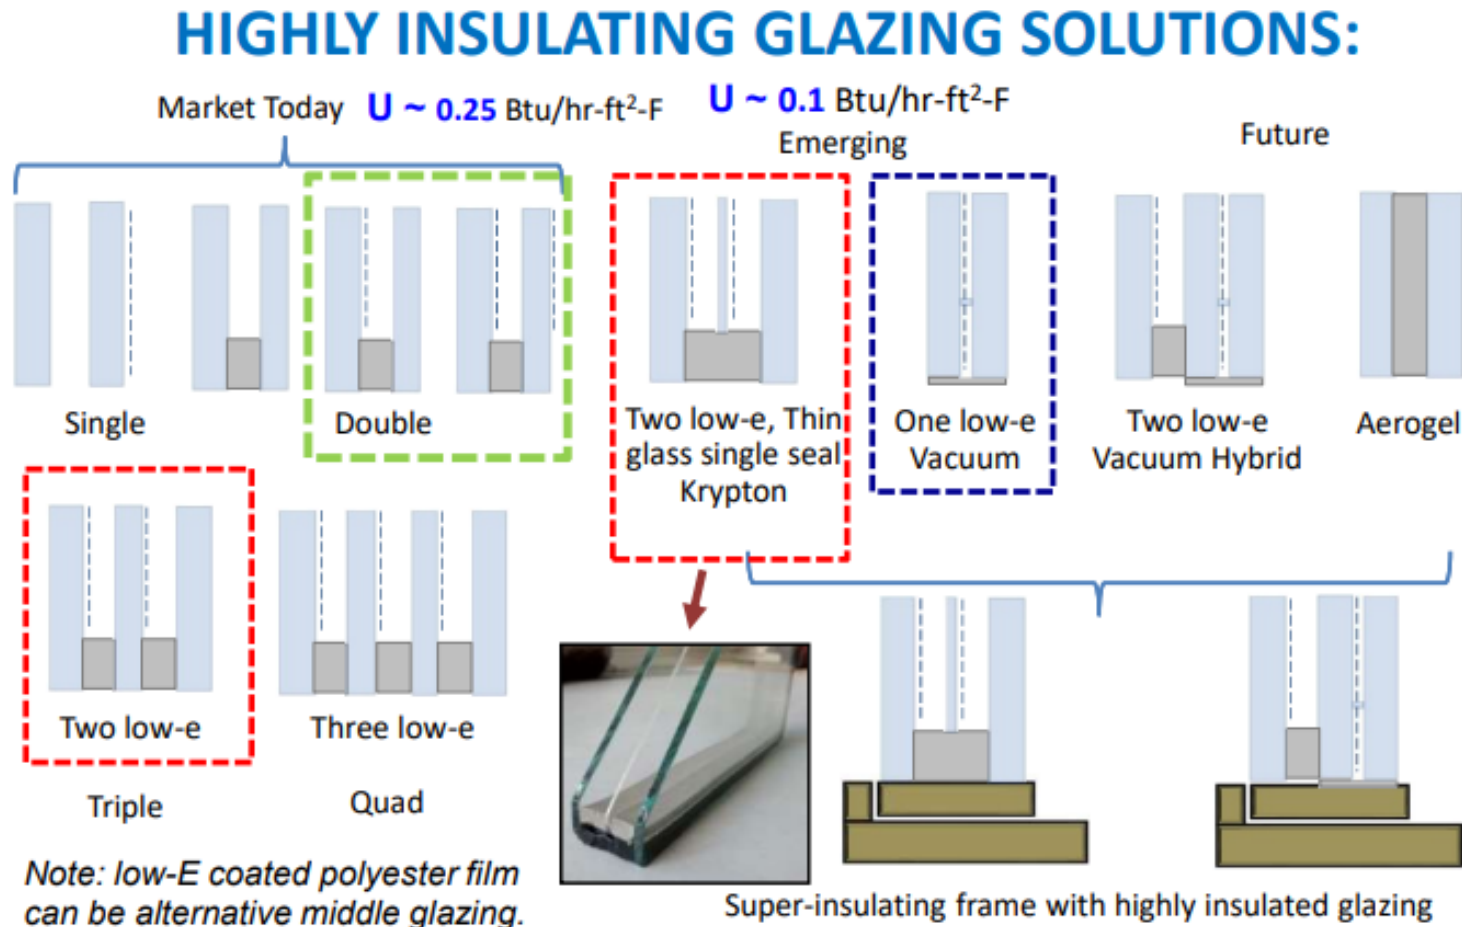 HIGHLY INSULATING GLAZING SOLUTIONS:
Market Today U ~ 0.25 Btu/hr-ft²-F
U ~ 0.1 Btu/hr-ft²-F
Emerging
Future
Single
Double
Two low-e, Thin
glass single seal
Krypton
One low-e
Vacuum
Two low-e
Vacuum Hybrid
Aerogel
Two low-e
Three low-e
Triple
Quad
Note: low-E coated polyester film
can be alternative middle glazing.
Super-insulating frame with highly insulated glazing